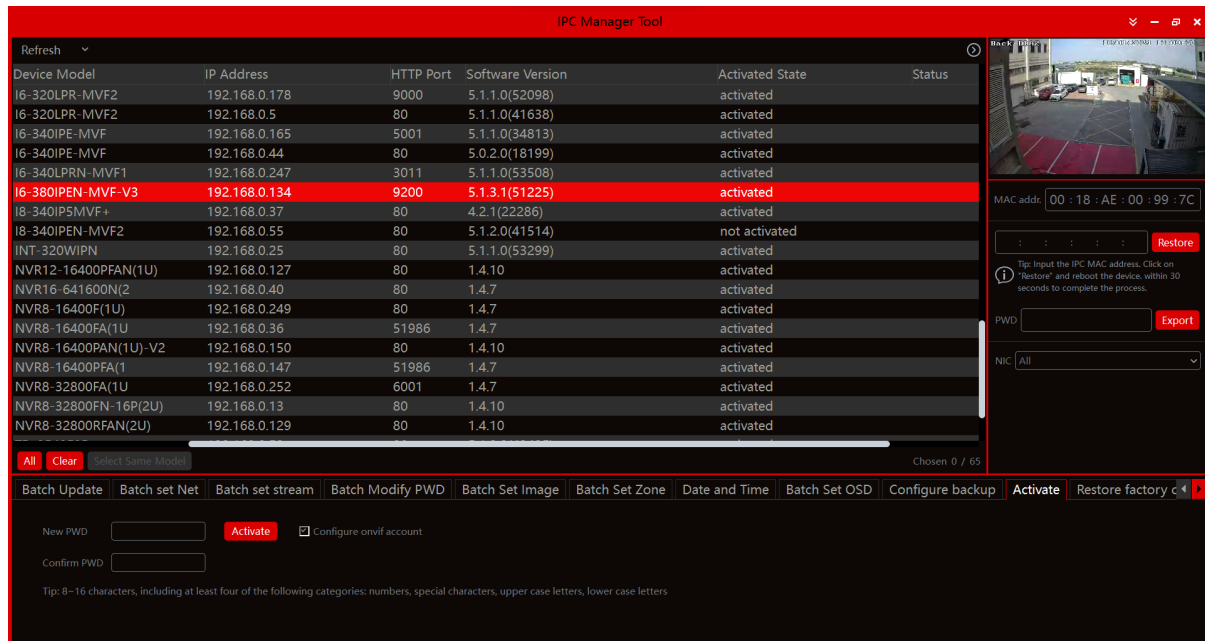 IPC Manager Tool
Refresh
Device Model IP Address HTTP Port Software Version Activated State Status
I6-320LPR-MVF2 192.168.0.178 9000 5.1.1.0(52098) activated
I6-320LPR-MVF2 192.168.0.5 80 5.1.1.0(41638) activated
I6-340IPE-MVF 192.168.0.165 5001 5.1.1.0(34813) activated
I6-340IPE-MVF 192.168.0.44 80 5.0.2.0(18199) activated
I6-340LPRN-MVF1 192.168.0.247 3011 5.1.1.0(53508) activated
I6-380IPEN-MVF-V3 192.168.0.134 9200 5.1.3.1(51225) activated
I8-340IP5MVF+ 192.168.0.37 80 4.2.1(22286) activated
I8-340IPEN-MVF2 192.168.0.55 80 5.1.2.0(41514) not activated
INT-320WIPN 192.168.0.25 80 5.1.1.0(53299) activated
NVR12-16400PFAN(1U) 192.168.0.127 80 1.4.10 activated
NVR16-641600N(2 192.168.0.40 80 1.4.7 activated
NVR8-16400F(1U) 192.168.0.249 80 1.4.7 activated
NVR8-16400FA(1U 192.168.0.36 51986 1.4.7 activated
NVR8-16400PAN(1U)-V2 192.168.0.150 80 1.4.10 activated
NVR8-16400PFA(1 192.168.0.147 51986 1.4.7 activated
NVR8-32800FA(1U 192.168.0.252 6001 1.4.7 activated
NVR8-32800FN-16P(2U) 192.168.0.13 80 1.4.10 activated
NVR8-32800RFAN(2U) 192.168.0.129 80 1.4.10 activated
All Clear Select Same Model Chosen 0 / 65
MAC addr. 00 : 18 : AE : 00 : 99 : 7C
: : : : : Restore
Tip: Input the IPC MAC address. Click on
"Restore" and reboot the device. within 30
seconds to complete the process.
PWD Export
NIC All
Batch Update Batch set Net Batch set stream Batch Modify PWD Batch Set Image Batch Set Zone Date and Time Batch Set OSD Configure backup Activate Restore factory c
New PWD Activate Configure onvif account
Confirm PWD
Tip: 8~16 characters, including at least four of the following categories: numbers, special characters, upper case letters, lower case letters